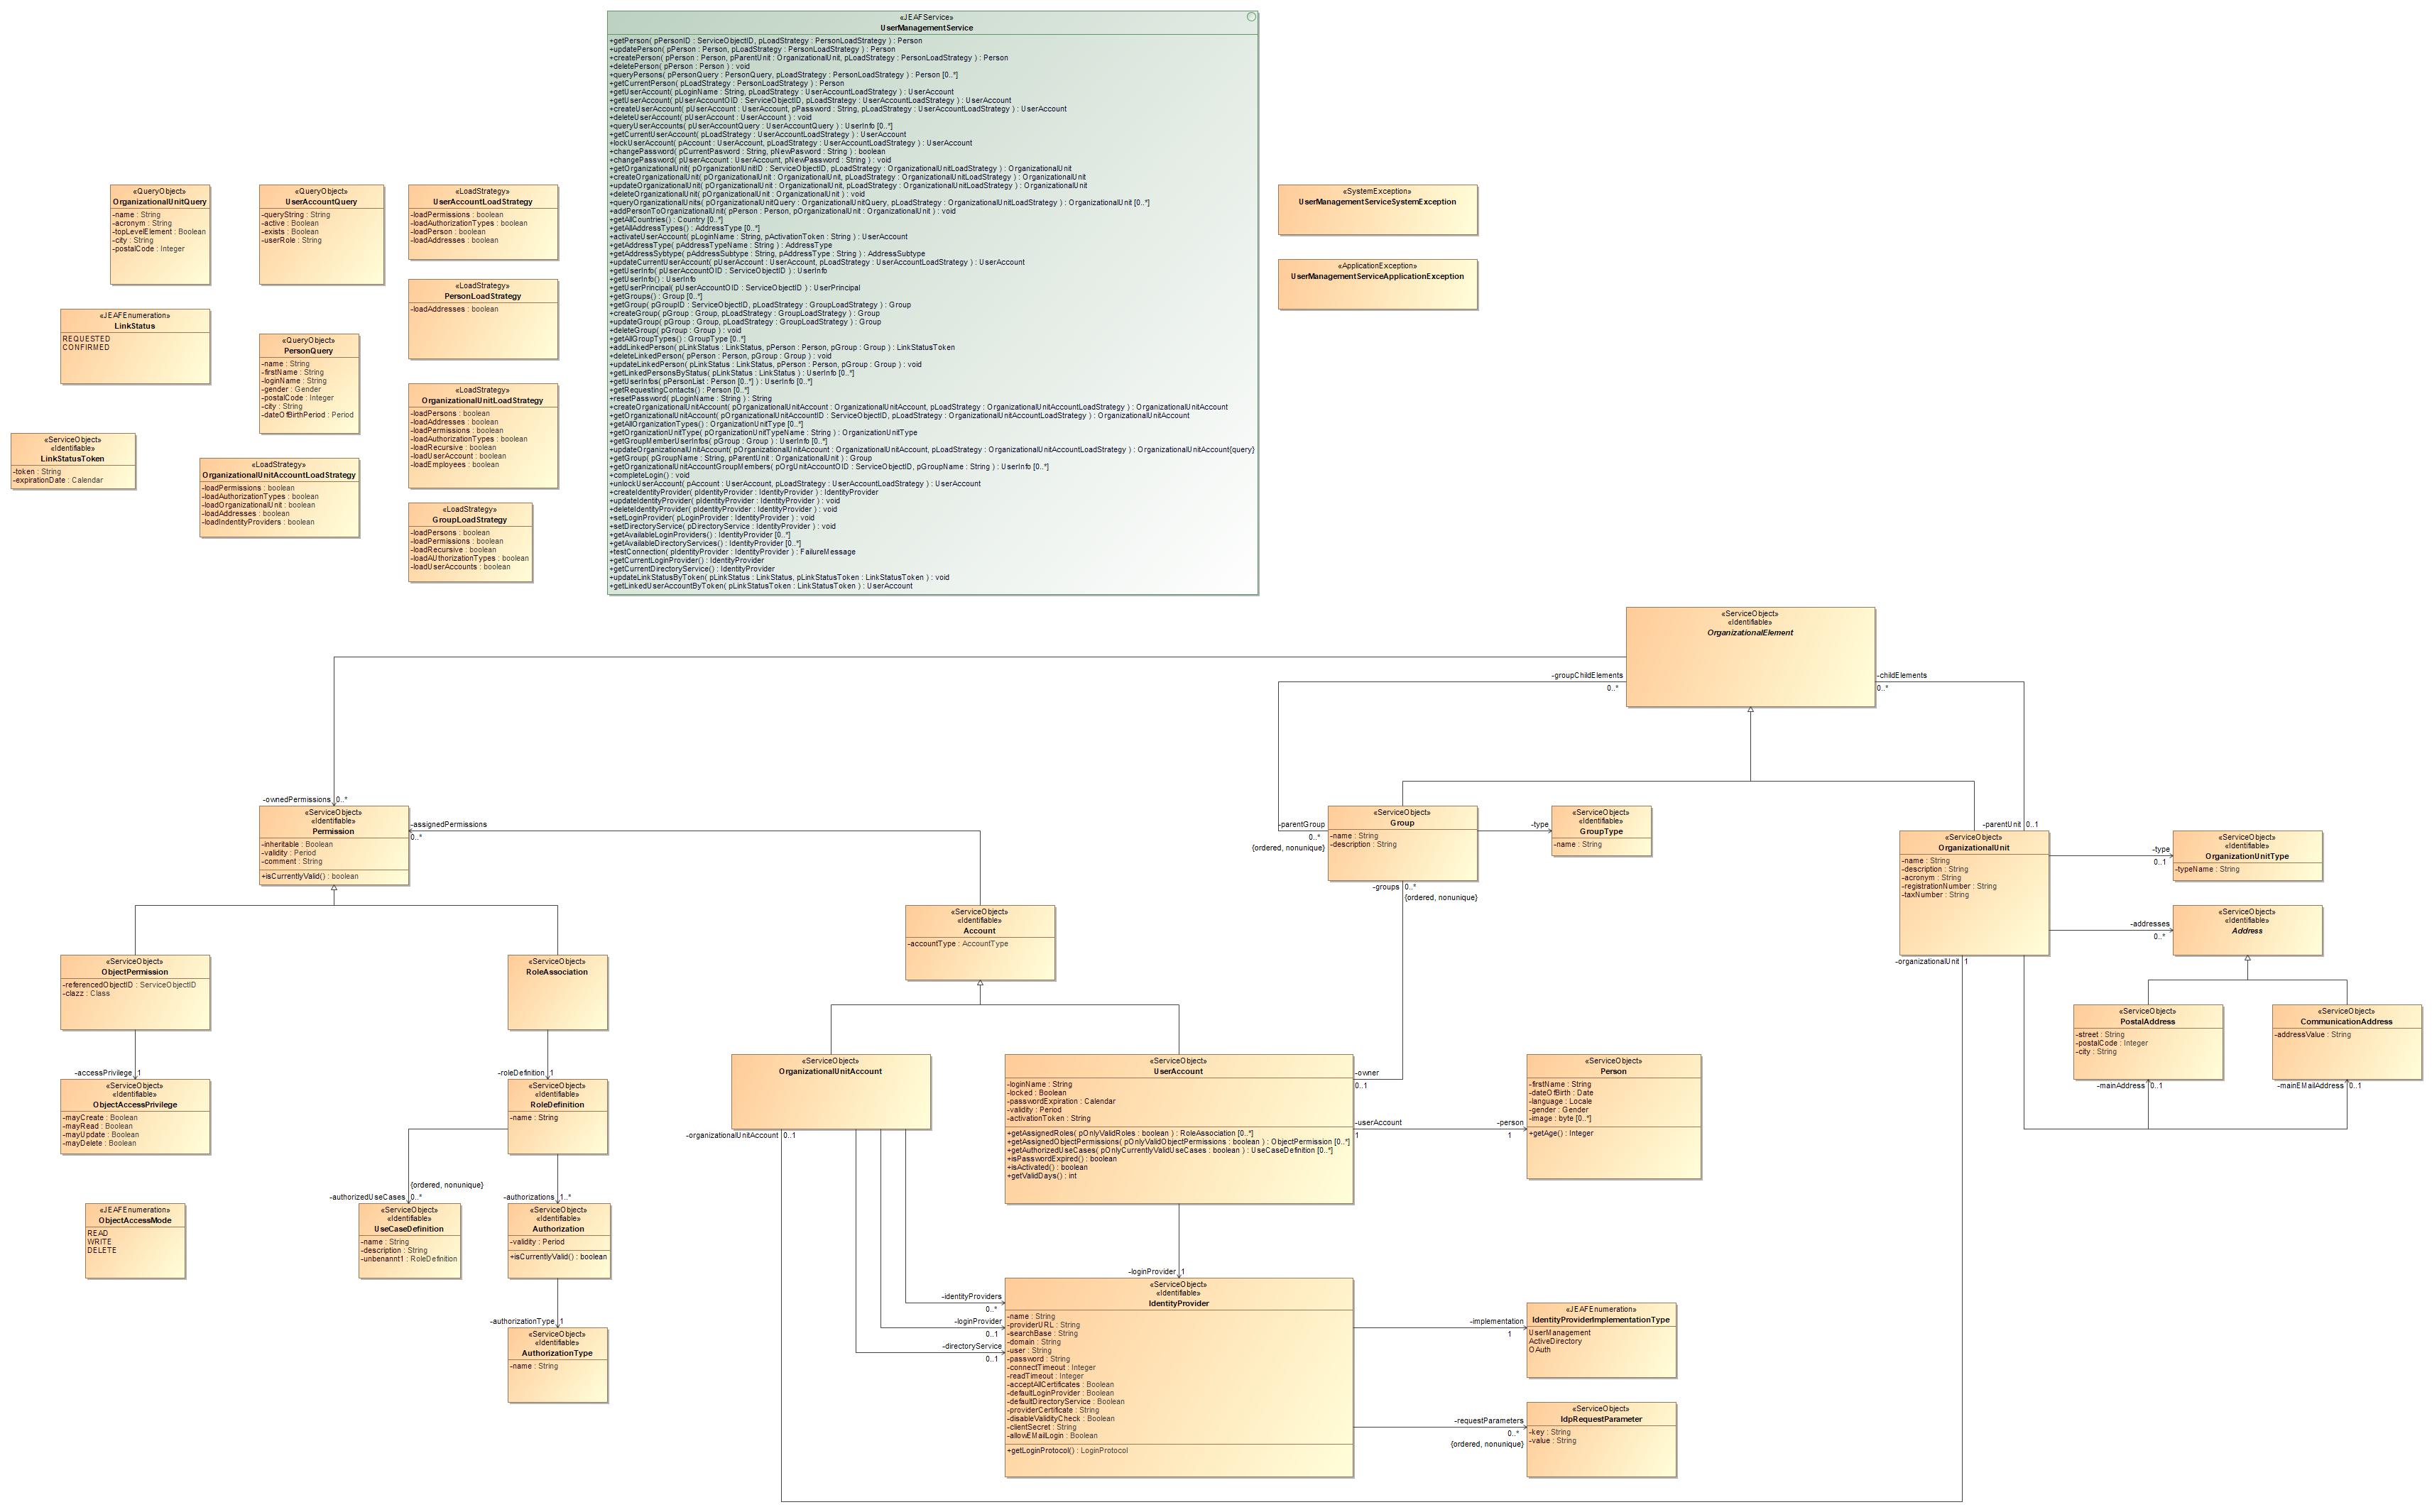 «JEAFService»
UserManagementService
+getPerson( pPersonID : ServiceObjectID, pLoadStrategy : PersonLoadStrategy ) : Person
+updatePerson( pPerson : Person, pLoadStrategy : PersonLoadStrategy ) : Person
+createPerson( pPerson : Person, pParentUnit : OrganizationalUnit, pLoadStrategy : PersonLoadStrategy ) : Person
+deletePerson( pPerson : Person ) : void
+queryPersons( pPersonQuery : PersonQuery, pLoadStrategy : PersonLoadStrategy ) : Person [0..*]
+getCurrentPerson( pLoadStrategy : PersonLoadStrategy ) : Person
+getUserAccount( pLoginName : String, pLoadStrategy : UserAccountLoadStrategy ) : UserAccount
+getUserAccount( pUserAccountOID : ServiceObjectID, pLoadStrategy : UserAccountLoadStrategy ) : UserAccount
+createUserAccount( pUserAccount : UserAccount, pPassword : String, pLoadStrategy : UserAccountLoadStrategy ) : UserAccount
+deleteUserAccount( pUserAccount : UserAccount ) : void
+queryUserAccounts( pUserAccountQuery : UserAccountQuery ) : UserInfo [0..*]
+getCurrentUserAccount( pLoadStrategy : UserAccountLoadStrategy ) : UserAccount
+lockUserAccount( pAccount : UserAccount, pLoadStrategy : UserAccountLoadStrategy ) : UserAccount
+changePassword( pCurrentPasword : String, pNewPasword : String ) : boolean
+changePassword( pUserAccount : UserAccount, pNewPassword : String ) : void
+getOrganizationalUnit( pOrganizationlUnitID : ServiceObjectID, pLoadStrategy : OrganizationalUnitLoadStrategy ) : OrganizationalUnit
+createOrganizationalUnit( pOrganizationalUnit : OrganizationalUnit, pLoadStrategy : OrganizationalUnitLoadStrategy ) : OrganizationalUnit
+updateOrganizationalUnit( pOrganizationalUnit : OrganizationalUnit, pLoadStrategy : OrganizationalUnitLoadStrategy ) : OrganizationalUnit
+deleteOrganizationalUnit( pOrganizationalUnit : OrganizationalUnit ) : void
+queryOrganizationalUnits( pOrganizationalUnitQuery : OrganizationalUnitQuery, pLoadStrategy : OrganizationalUnitLoadStrategy ) : OrganizationalUnit [0..*]
+addPersonToOrganizationalUnit( pPerson : Person, pOrganizationalUnit : OrganizationalUnit ) : void
+getAllCountries() : Country [0..*]
+getAllAddressTypes() : AddressType [0..*]
+activateUserAccount( pLoginName : String, pActivationToken : String ) : UserAccount
+getAddressType( pAddressTypeName : String ) : AddressType
+getAddressSybtype( pAddressSubtype : String, pAddressType : String ) : AddressSubtype
+updateCurrentUserAccount( pUserAccount : UserAccount, pLoadStrategy : UserAccountLoadStrategy ) : UserAccount
+getUserInfo( pUserAccountOID : ServiceObjectID ) : UserInfo
+getUserInfo() : UserInfo
+getUserPrincipal( pUserAccountOID : ServiceObjectID ) : UserPrincipal
+getGroups() : Group [0..*]
+getGroup( pGroupID : ServiceObjectID, pLoadStrategy : GroupLoadStrategy ) : Group
+createGroup( pGroup : Group, pLoadStrategy : GroupLoadStrategy ) : Group
+updateGroup( pGroup : Group, pLoadStrategy : GroupLoadStrategy ) : Group
+deleteGroup( pGroup : Group ) : void
+getAllGroupTypes() : GroupType [0..*]
+addLinkedPerson( pLinkStatus : LinkStatus, pPerson : Person, pGroup : Group ) : LinkStatusToken
+deleteLinkedPerson( pPerson : Person, pGroup : Group ) : void
+updateLinkedPerson( pLinkStatus : LinkStatus, pPerson : Person, pGroup : Group ) : void
+getLinkedPersonsByStatus( pLinkStatus : LinkStatus ) : UserInfo [0..*]
+getUserInfos( pPersonList : Person [0..*] ) : UserInfo [0..*]
+getRequestingContacts() : Person [0..*]
+resetPassword( pLoginName : String ) : String
+createOrganizationalUnitAccount( pOrganizationalUnitAccount : OrganizationalUnitAccount, pLoadStrategy : OrganizationalUnitAccountLoadStrategy ) : OrganizationalUnitAccount
+getOrganizationalUnitAccount( pOrganizationalUnitAccountID : ServiceObjectID, pLoadStrategy : OrganizationalUnitAccountLoadStrategy ) : OrganizationalUnitAccount
+getAllOrganizationTypes() : OrganizationUnitType [0..*]
+getOrganizationUnitType( pOrganizationUnitTypeName : String ) : OrganizationUnitType
+getGroupMemberUserInfos( pGroup : Group ) : UserInfo [0..*]
+updateOrganizationalUnitAccount( pOrganizationalUnitAccount : OrganizationalUnitAccount, pLoadStrategy : OrganizationalUnitAccountLoadStrategy ) : OrganizationalUnitAccount{query}
+getGroup( pGroupName : String, pParentUnit : OrganizationalUnit ) : Group
+getOrganizationalUnitAccountGroupMembers( pOrgUnitAccountOID : ServiceObjectID, pGroupName : String ) : UserInfo [0..*]
+completeLogin() : void
+unlockUserAccount( pAccount : UserAccount, pLoadStrategy : UserAccountLoadStrategy ) : UserAccount
+createIdentityProvider( pIdentityProvider : IdentityProvider ) : IdentityProvider
+updateIdentityProvider( pIdentityProvider : IdentityProvider ) : void
+deleteIdentityProvider( pIdentityProvider : IdentityProvider ) : void
+setLoginProvider( pLoginProvider : IdentityProvider ) : void
+setDirectoryService( pDirectoryService : IdentityProvider ) : void
+getAvailableLoginProviders() : IdentityProvider [0..*]
+getAvailableDirectoryServices() : IdentityProvider [0..*]
+testConnection( pIdentityProvider : IdentityProvider ) : FailureMessage
+getCurrentLoginProvider() : IdentityProvider
+getCurrentDirectoryService() : IdentityProvider
+updateLinkStatusByToken( pLinkStatus : LinkStatus, pLinkStatusToken : LinkStatusToken ) : void
+getLinkedUserAccountByToken( pLinkStatusToken : LinkStatusToken ) : UserAccount
«QueryObject»
OrganizationalUnitQuery
-name : String
-acronym : String
-topLevelElement : Boolean
-city : String
-postalCode : Integer
«QueryObject»
UserAccountQuery
-queryString : String
-active : Boolean
-exists : Boolean
-userRole : String
«LoadStrategy»
UserAccountLoadStrategy
-loadPermissions : boolean
-loadAuthorizationTypes : boolean
-loadPerson : boolean
-loadAddresses : boolean
«SystemException»
UserManagementServiceSystemException
«ApplicationException»
UserManagementServiceApplicationException
«LoadStrategy»
PersonLoadStrategy
-loadAddresses : boolean
«JEAFEnumeration»
LinkStatus
REQUESTED
CONFIRMED
«QueryObject»
PersonQuery
-name : String
-firstName : String
-loginName : String
-gender : Gender
-postalCode : Integer
-city : String
-dateOfBirthPeriod : Period
«LoadStrategy»
OrganizationalUnitLoadStrategy
-loadPersons : boolean
-loadAddresses : boolean
-loadPermissions : boolean
-loadAuthorizationTypes : boolean
-loadRecursive : boolean
-loadUserAccount : boolean
-loadEmployees : boolean
«ServiceObject»
«Identifiable»
LinkStatusToken
-token : String
-expirationDate : Calendar
«LoadStrategy»
OrganizationalUnitAccountLoadStrategy
-loadPermissions : boolean
-loadAuthorizationTypes : boolean
-loadOrganizationalUnit : boolean
-loadAddresses : boolean
-loadIndentityProviders : boolean
«LoadStrategy»
GroupLoadStrategy
-loadPersons : boolean
-loadPermissions : boolean
-loadRecursive : boolean
-loadAUthorizationTypes : boolean
-loadUserAccounts : boolean
«ServiceObject»
«Identifiable»
OrganizationalElement
-groupChildElements
0..*
-childElements
0..*
-ownedPermissions 0..*
«ServiceObject»
«Identifiable»
Permission
-inheritable : Boolean
-validity : Period
-comment : String
+isCurrentlyValid() : boolean
-assignedPermissions
0..*
-parentGroup
0..*
{ordered, nonunique}
«ServiceObject»
Group
-name : String
-description : String
-type
«ServiceObject»
«Identifiable»
GroupType
-name : String
-groups 0..*
{ordered, nonunique}
-parentUnit 0..1
«ServiceObject»
OrganizationalUnit
-name : String
-description : String
-acronym : String
-registrationNumber : String
-taxNumber : String
-type
0..1
«ServiceObject»
«Identifiable»
OrganizationUnitType
-typeName : String
-addresses
0..*
«ServiceObject»
«Identifiable»
Address
-organizationalUnit 1
«ServiceObject»
«Identifiable»
Account
-accountType : AccountType
«ServiceObject»
ObjectPermission
-referencedObjectID : ServiceObjectID
-clazz : Class
«ServiceObject»
RoleAssociation
«ServiceObject»
PostalAddress
-street : String
-postalCode : Integer
-city : String
«ServiceObject»
CommunicationAddress
-addressValue : String
-mainAddress 0..1
-mainEMailAddress 0..1
-accessPrivilege 1
«ServiceObject»
«Identifiable»
ObjectAccessPrivilege
-mayCreate : Boolean
-mayRead : Boolean
-mayUpdate : Boolean
-mayDelete : Boolean
-roleDefinition 1
«ServiceObject»
«Identifiable»
RoleDefinition
-name : String
«ServiceObject»
OrganizationalUnitAccount
-organizationalUnitAccount 0..1
«ServiceObject»
UserAccount
-loginName : String
-locked : Boolean
-passwordExpiration : Calendar
-validity : Period
-activationToken : String
+getAssignedRoles( pOnlyValidRoles : boolean ) : RoleAssociation [0..*]
+getAssignedObjectPermissions( pOnlyValidObjectPermissions : boolean ) : ObjectPermission [0..*]
+getAuthorizedUseCases( pOnlyCurrentlyValidUseCases : boolean ) : UseCaseDefinition [0..*]
+isPasswordExpired() : boolean
+isActivated() : boolean
+getValidDays() : int
-owner
0..1
-userAccount
1
-person
1
«ServiceObject»
Person
-firstName : String
-dateOfBirth : Date
-language : Locale
-gender : Gender
-image : byte [0..*]
+getAge() : Integer
{ordered, nonunique}
-authorizedUseCases 0..*
-authorizations 1..*
«JEAFEnumeration»
ObjectAccessMode
READ
WRITE
DELETE
«ServiceObject»
«Identifiable»
UseCaseDefinition
-name : String
-description : String
-unbenannt1 : RoleDefinition
«ServiceObject»
«Identifiable»
Authorization
-validity : Period
+isCurrentlyValid() : boolean
-authorizationType 1
«ServiceObject»
«Identifiable»
AuthorizationType
-name : String
-loginProvider 1
-identityProviders
0..*
-loginProvider
0..1
-directoryService
0..1
«ServiceObject»
«Identifiable»
IdentityProvider
-name : String
-providerURL : String
-searchBase : String
-domain : String
-user : String
-password : String
-connectTimeout : Integer
-readTimeout : Integer
-acceptAllCertificates : Boolean
-defaultLoginProvider : Boolean
-defaultDirectoryService : Boolean
-providerCertificate : String
-disableValidityCheck : Boolean
-clientSecret : String
-allowEMailLogin : Boolean
+getLoginProtocol() : LoginProtocol
-implementation
1
«JEAFEnumeration»
IdentityProviderImplementationType
UserManagement
ActiveDirectory
OAuth
-requestParameters
0..*
{ordered, nonunique}
«ServiceObject»
IdpRequestParameter
-key : String
-value : String